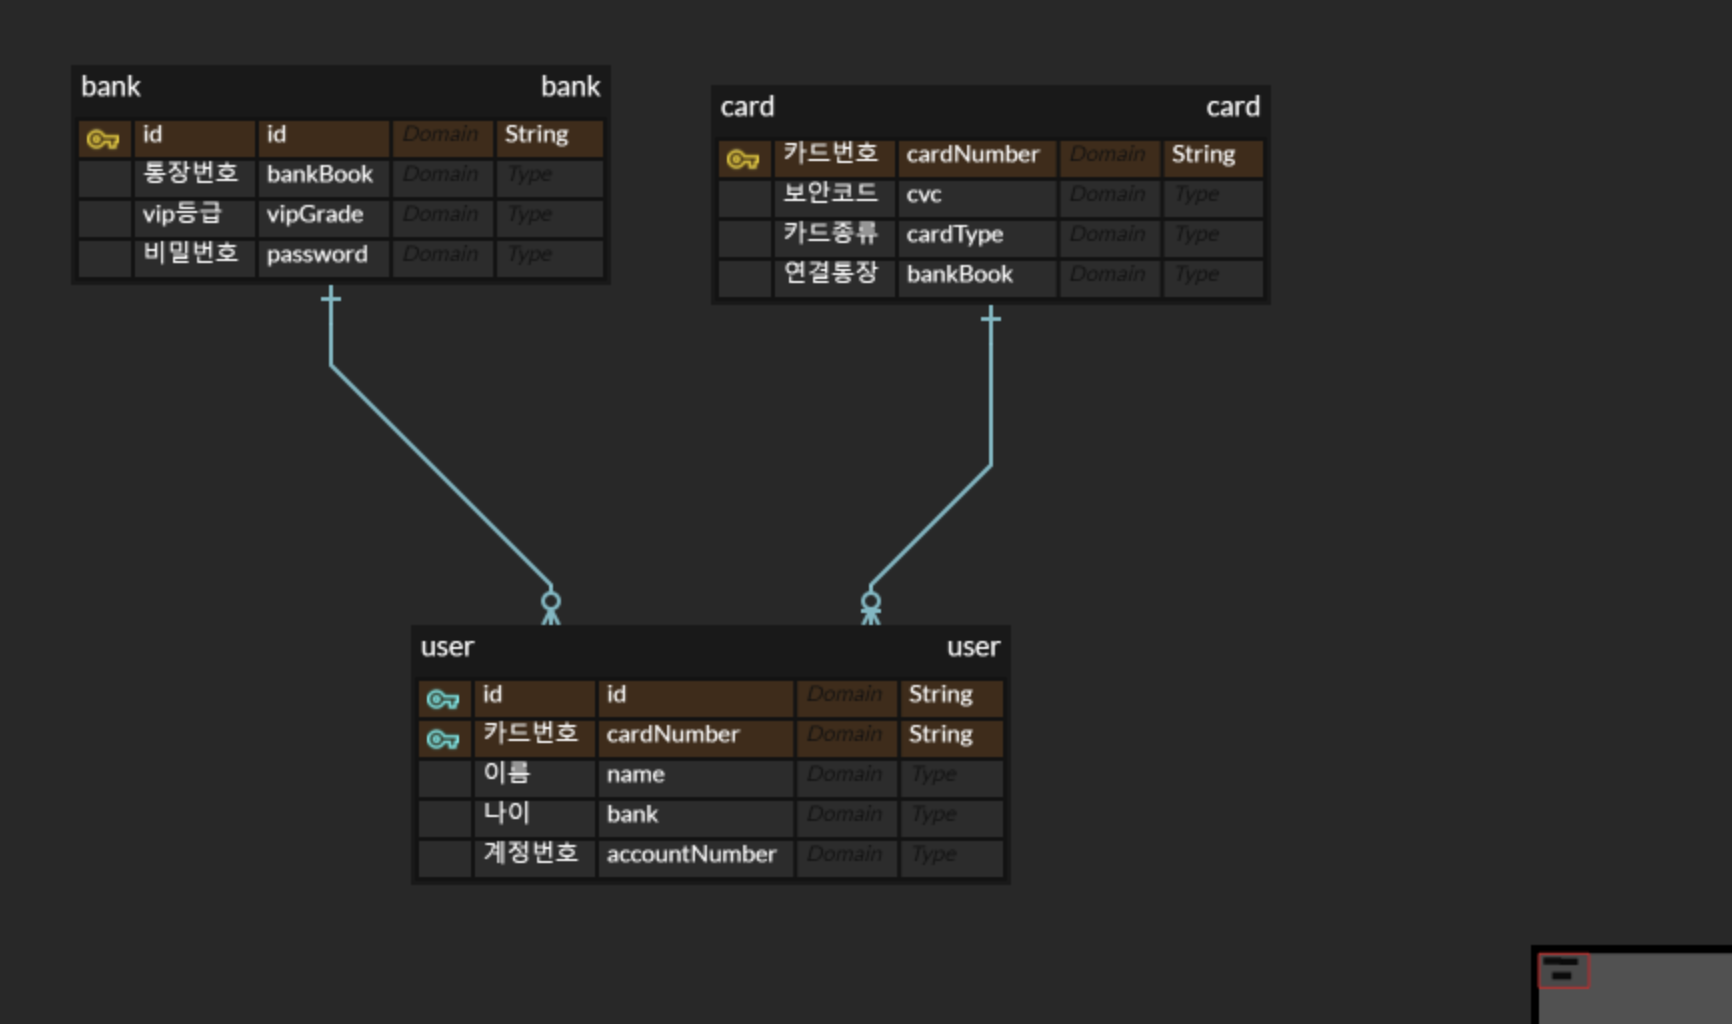 bank bank
id id Domain String
통장번호 bankBook Domain Type
vip등급 vipGrade Domain Type
비밀번호 password Domain Type
card card
카드번호 cardNumber Domain String
보안코드 cvc Domain Type
카드종류 cardType Domain Type
연결통장 bankBook Domain Type
user user
id id Domain String
카드번호 cardNumber Domain String
이름 name Domain Type
나이 bank Domain Type
계정번호 accountNumber Domain Type